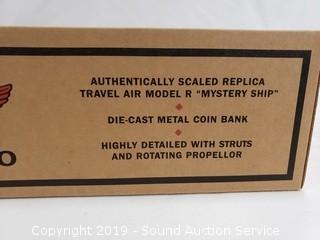 AUTHENTICALLY SCALED REPLICA
TRAVEL AIR MODEL R "MYSTERY SHIP"
DIE-CAST METAL COIN BANK
HIGHLY DETAILED WITH STRUTS
AND ROTATING PROPELLOR
O
Copyright 2019 - Sound Auction Service